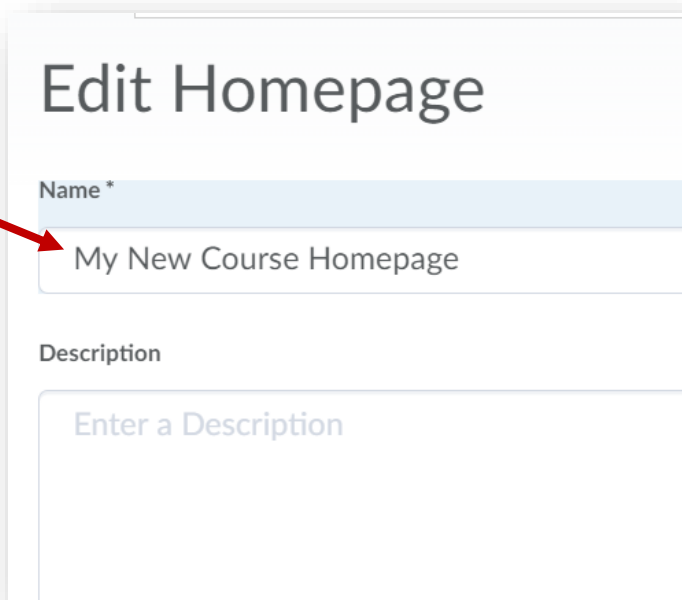 Edit Homepage
Name *
My New Course Homepage
Description
Enter a Description